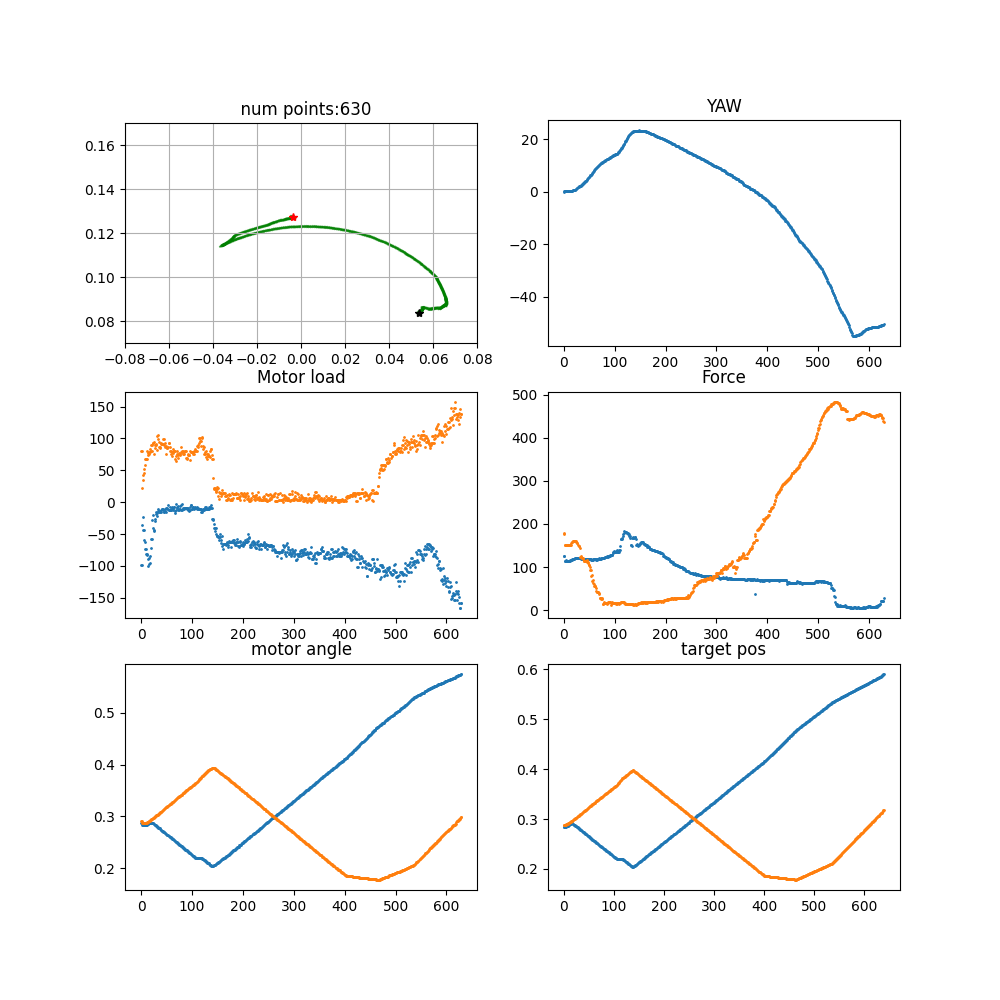 num points:630
0.16
0.14
0.12
0.10
0.08
−0.08 −0.06 −0.04 −0.02 0.00 0.02 0.04 0.06 0.08
YAW
20
0
−20
−40
0 100 200 300 400 500 600
Motor load
150
100
50
0
−50
−100
−150
0 100 200 300 400 500 600
Force
500
400
300
200
100
0
0 100 200 300 400 500 600
motor angle
0.5
0.4
0.3
0.2
0 100 200 300 400 500 600
target pos
0.6
0.5
0.4
0.3
0.2
0 100 200 300 400 500 600